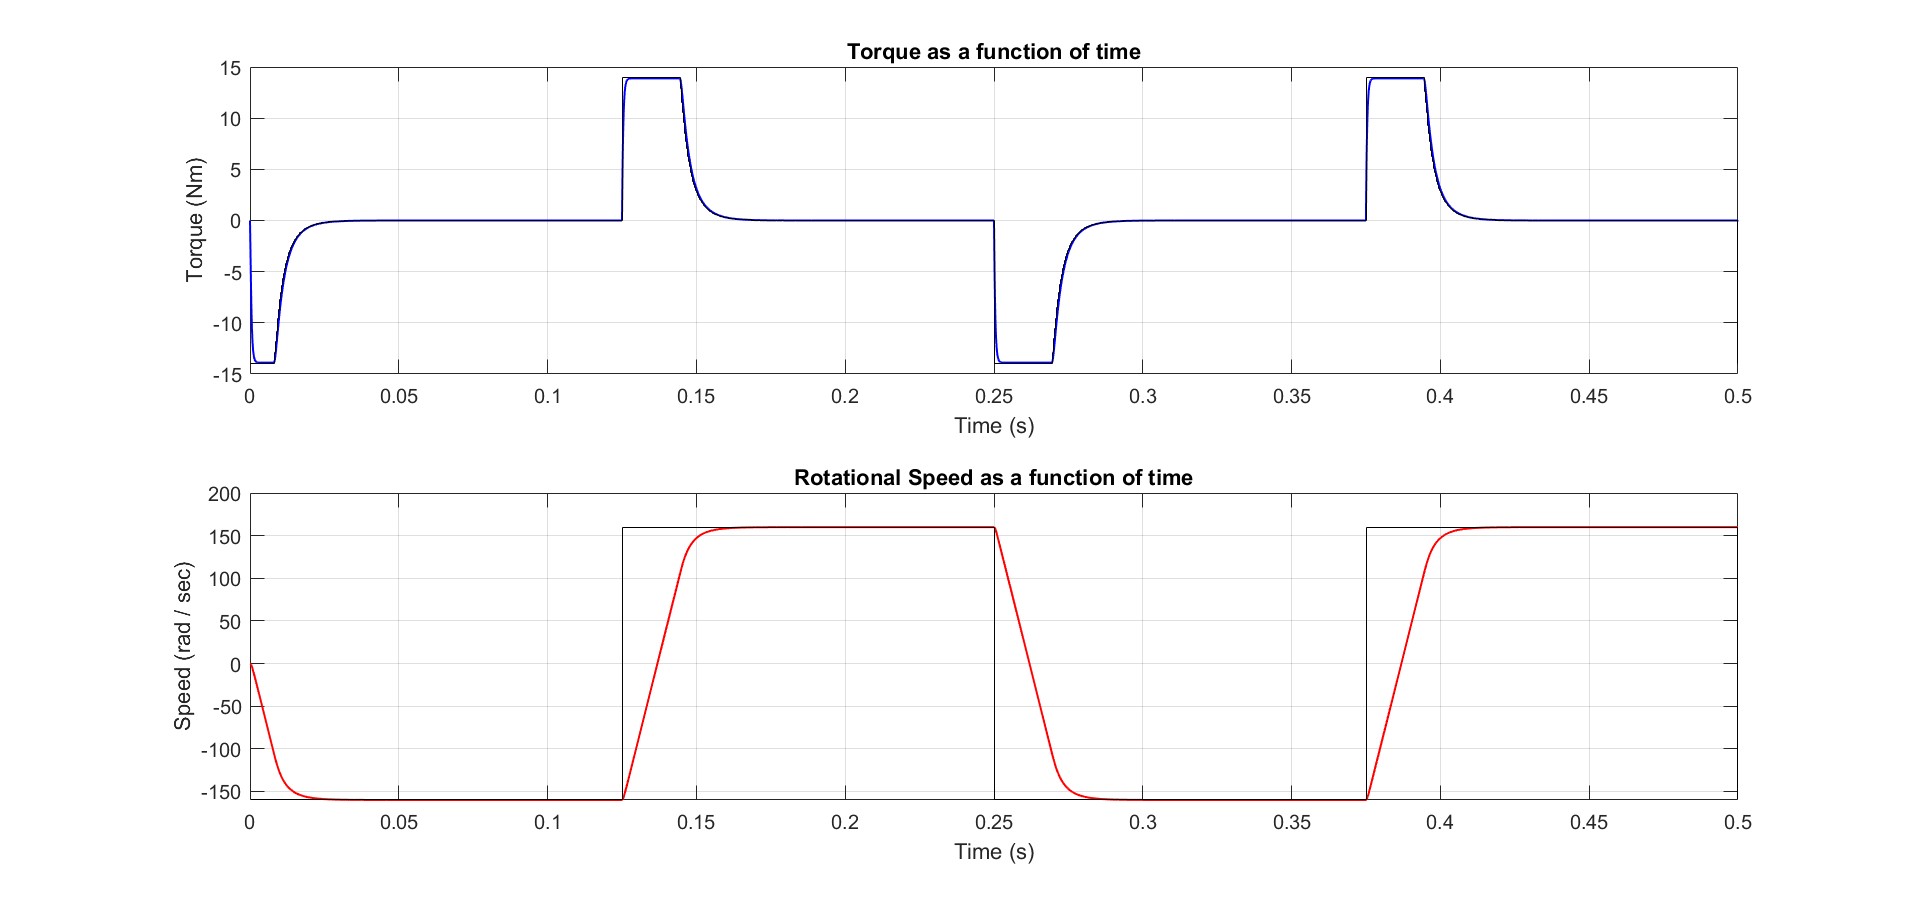 Torque as a function of time
15
10
5
0
-5
-10
-15
Torque (Nm)
0 0.05 0.1 0.15 0.2 0.25 0.3 0.35 0.4 0.45 0.5
Time (s)
Rotational Speed as a function of time
200
150
100
50
0
-50
-100
-150
Speed (rad / sec)
0 0.05 0.1 0.15 0.2 0.25 0.3 0.35 0.4 0.45 0.5
Time (s)